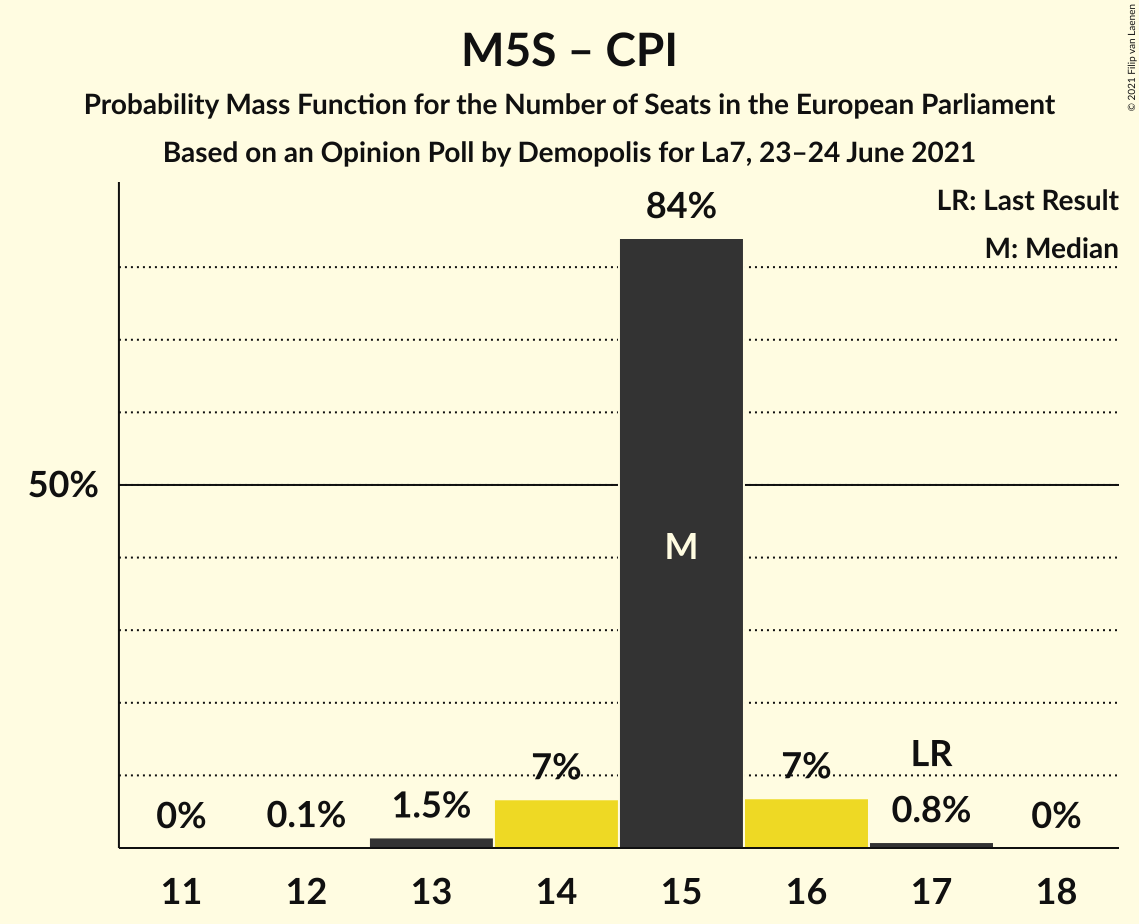 M5S – CPI
Probability Mass Function for the Number of Seats in the European Parliament
Based on an Opinion Poll by Demopolis for La7, 23–24 June 2021
© 2021 Filip van Laenen
LR: Last Result
M: Median
84%
50%
M
7%
7%
LR
0%
0.1%
1.5%
0.8%
0%
11 12 13 14 15 16 17 18